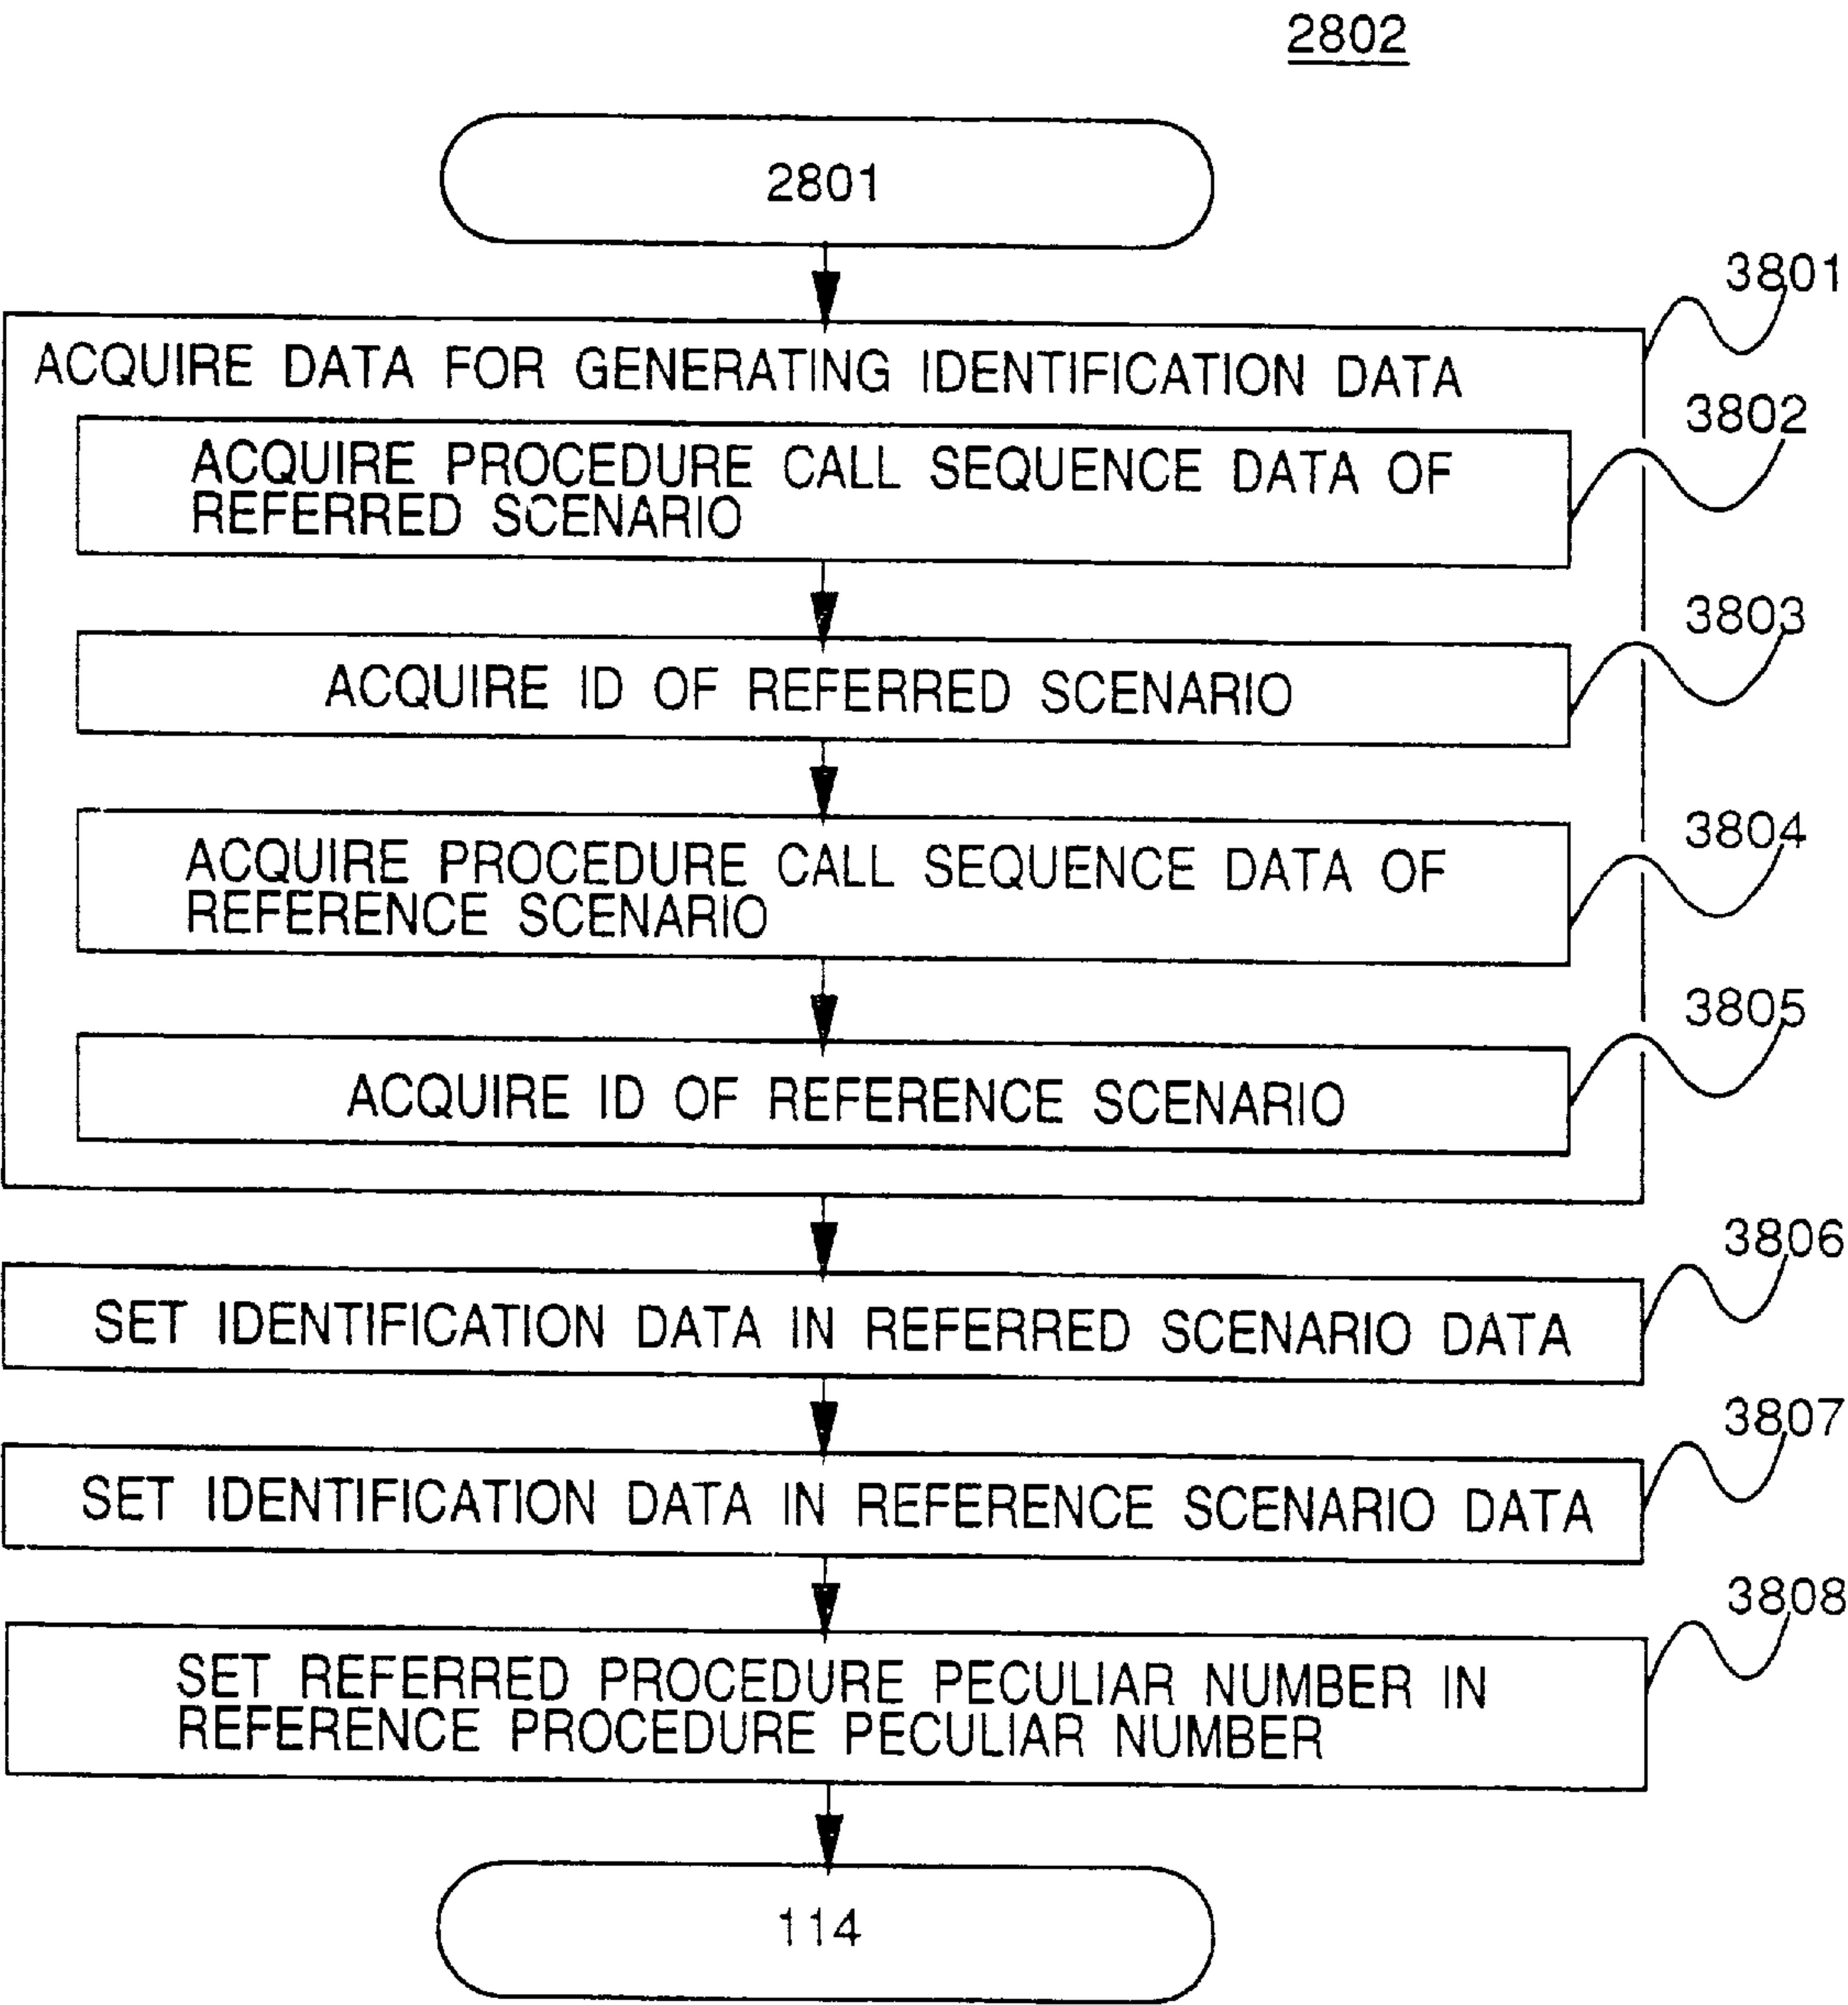 2802
2801
3801
ACQUIRE DATA FOR GENERATING IDENTIFICATION DATA
3802
ACQUIRE PROCEDURE CALL SEQUENCE DATA OF
REFERRED SCENARIO
3803
ACQUIRE ID OF REFERRED SCENARIO
3804
ACQUIRE PROCEDURE CALL SEQUENCE DATA OF
REFERENCE SCENARIO
3805
ACQUIRE ID OF REFERENCE SCENARIO
3806
SET IDENTIFICATION DATA IN REFERRED SCENARIO DATA
3807
SET IDENTIFICATION DATA IN REFERENCE SCENARIO DATA
3808
SET REFERRED PROCEDURE PECULIAR NUMBER IN
REFERENCE PROCEDURE PECULIAR NUMBER
114